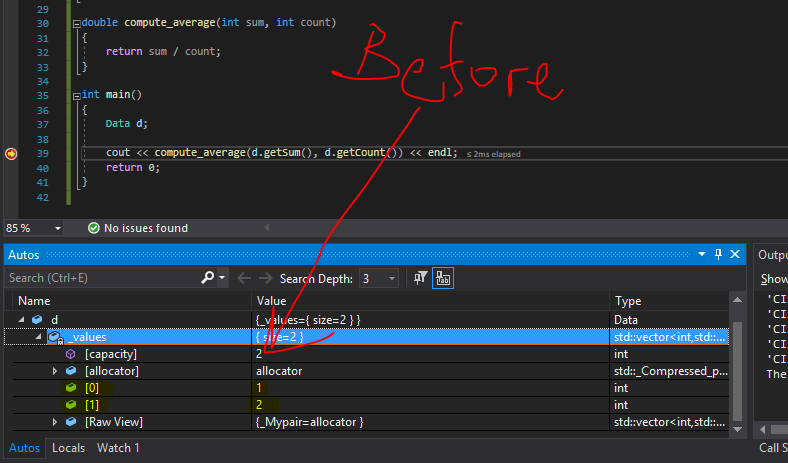 29
30 double compute_average(int sum, int count)
31 {
32 return sum / count;
33 }
34
35 int main()
36 {
37 Data d;
38
39 cout << compute_average(d.getSum(), d.getCount()) << endl; ≤ 2ms elapsed
40 return 0;
41 }
42
Before
85 % No issues found
Autos Outpu
Search (Ctrl+E) Search Depth: 3 Show
Name Value Type
d {_values={ size=2 } } Data
_values { size=2 } std::vector<int,std::...
[capacity] 2 int
[allocator] allocator std::_Compressed_p...
[0] 1 int
[1] 2 int
[Raw View] {_Mypair=allocator } std::vector<int,std::...
'CI
'CI
'CI
'CI
'CI
The
Autos Locals Watch 1 Call S